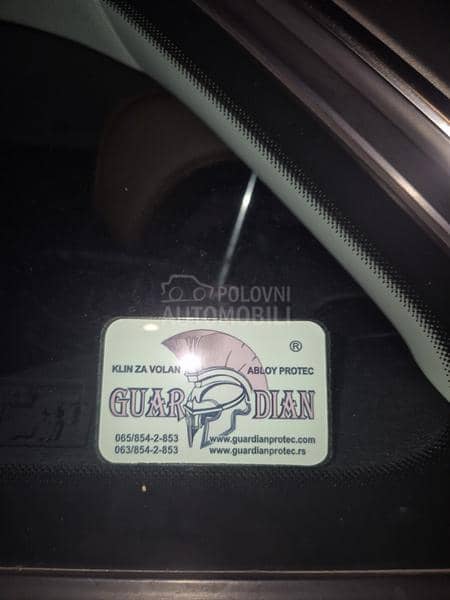 POLOVNI
AUTOMOBILI
®
KLIN ZA VOLAN ABLOY PROTEC
GUARDIAN
065/854-2-853 www.guardianprotec.com
063/854-2-853 www.guardianprotec.rs